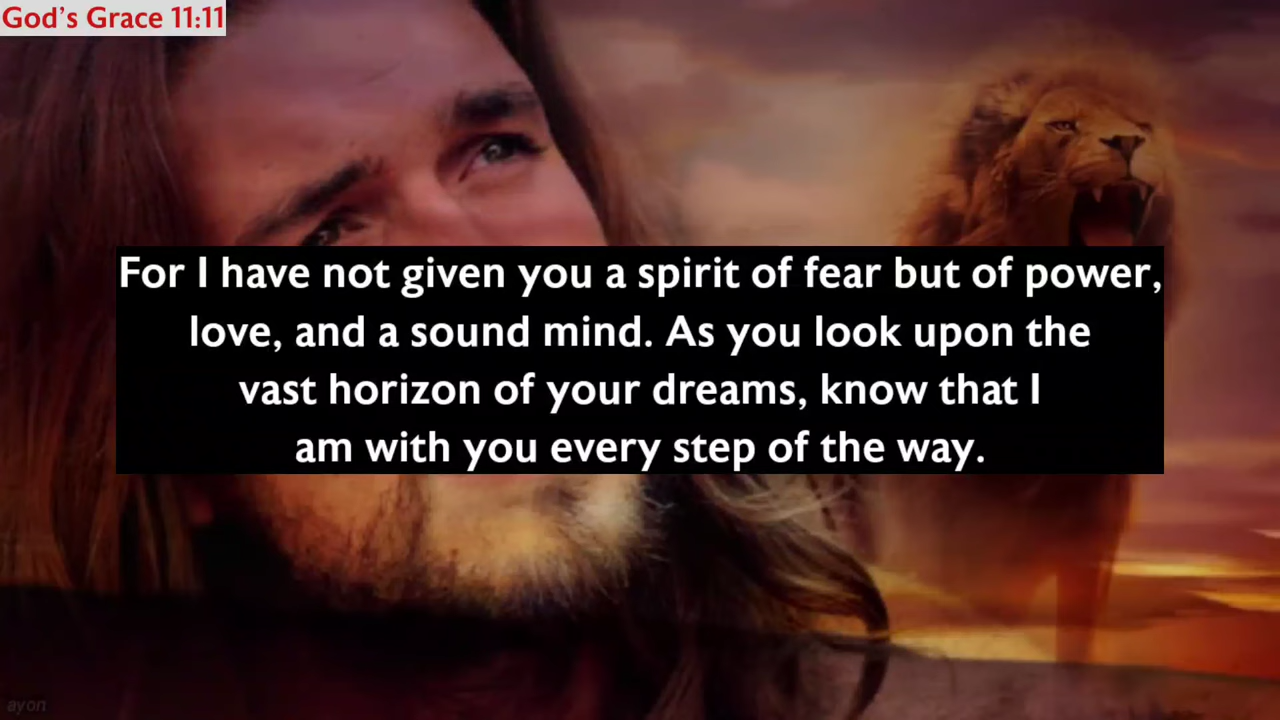 God's Grace 11:11
For I have not given you a spirit of fear but of power,
love, and a sound mind. As you look upon the
vast horizon of your dreams, know that I
am with you every step of the way.
ayon